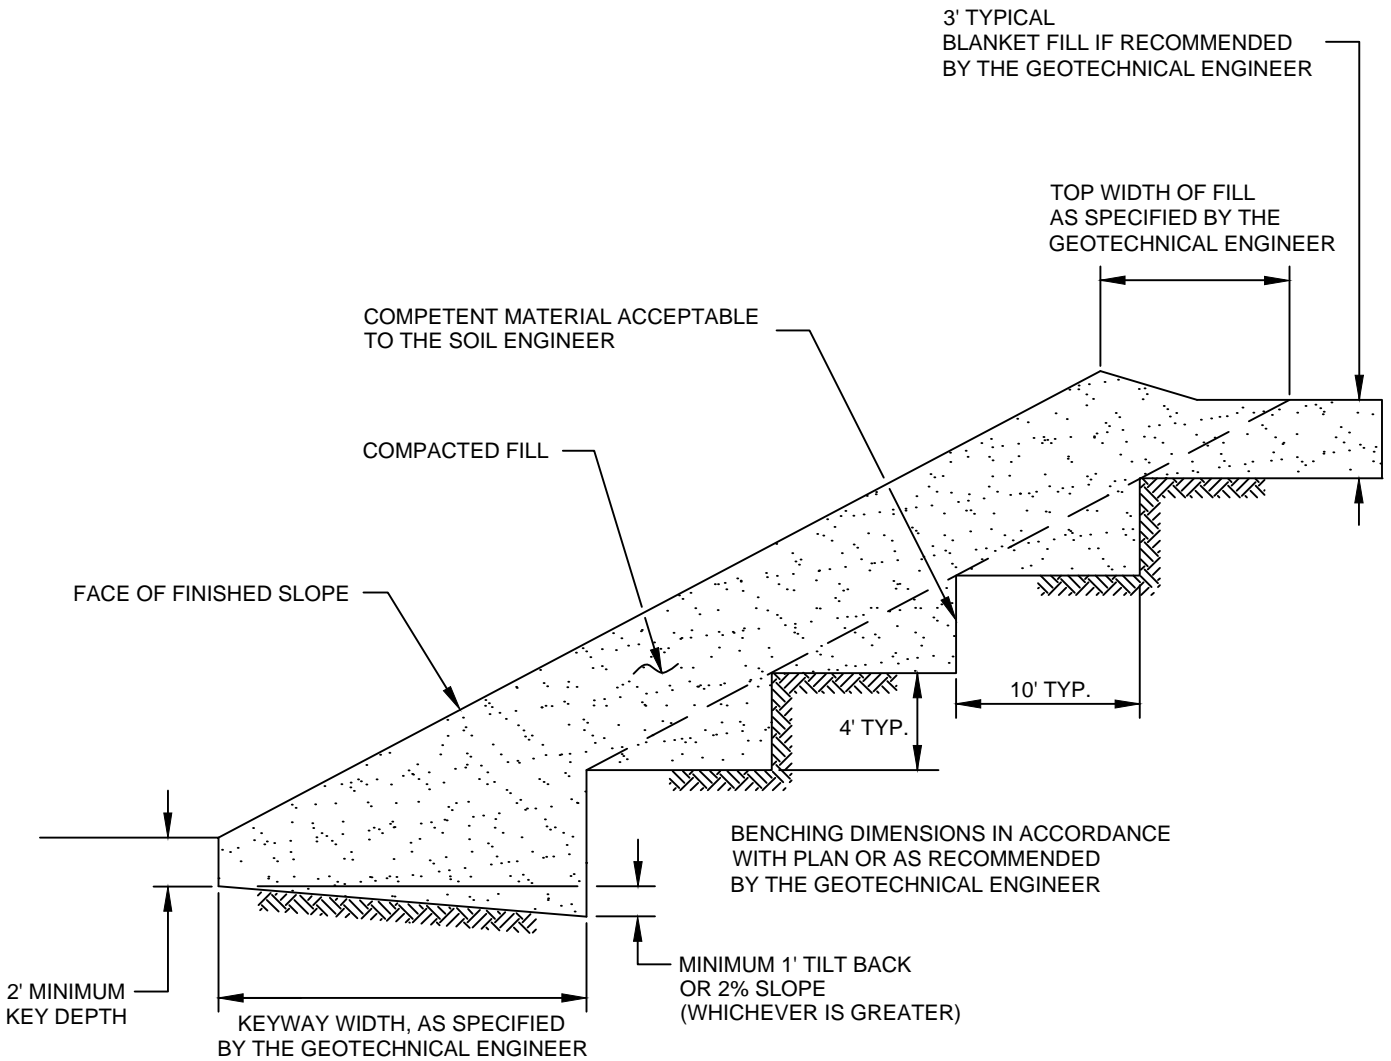 3' TYPICAL
BLANKET FILL IF RECOMMENDED
BY THE GEOTECHNICAL ENGINEER
TOP WIDTH OF FILL
AS SPECIFIED BY THE
GEOTECHNICAL ENGINEER
COMPETENT MATERIAL ACCEPTABLE
TO THE SOIL ENGINEER
COMPACTED FILL
FACE OF FINISHED SLOPE
10' TYP.
4' TYP.
BENCHING DIMENSIONS IN ACCORDANCE
WITH PLAN OR AS RECOMMENDED
BY THE GEOTECHNICAL ENGINEER
MINIMUM 1' TILT BACK
OR 2% SLOPE
(WHICHEVER IS GREATER)
2' MINIMUM
KEY DEPTH
KEYWAY WIDTH, AS SPECIFIED
BY THE GEOTECHNICAL ENGINEER